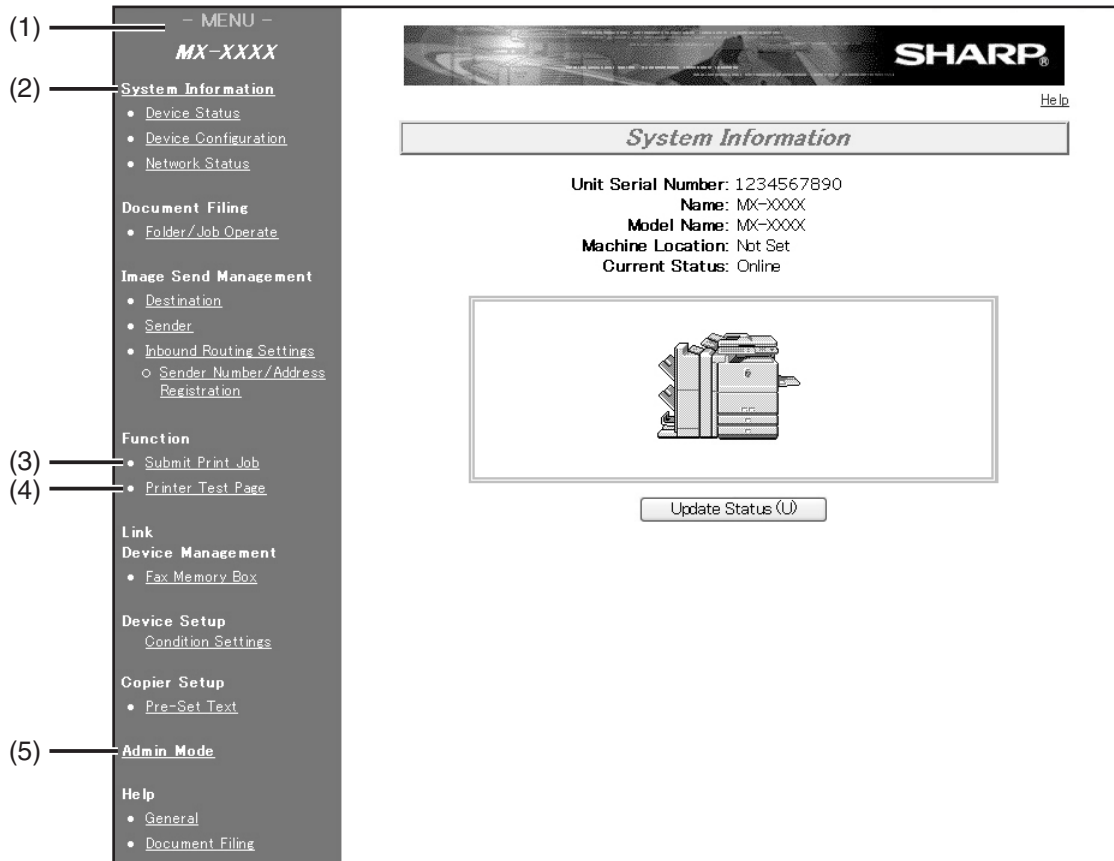 (1)
– MENU –
MX-XXXX
(2)
System Information
• Device Status
• Device Configuration
• Network Status
Document Filing
• Folder/Job Operate
Image Send Management
• Destination
• Sender
• Inbound Routing Settings
○ Sender Number/Address
Registration
Function
(3)
• Submit Print Job
(4)
• Printer Test Page
Link
Device Management
• Fax Memory Box
Device Setup
Condition Settings
Copier Setup
• Pre-Set Text
(5)
Admin Mode
Help
• General
• Document Filing
SHARP®
Help
System Information
Unit Serial Number: 1234567890
Name: MX-XXXX
Model Name: MX-XXXX
Machine Location: Not Set
Current Status: Online
Update Status (U)